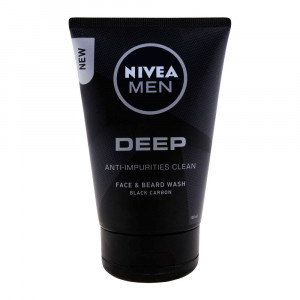 NEW
NIVEA
MEN
DEEP
ANTI-IMPURITIES CLEAN
FACE & BEARD WASH
BLACK CARBON